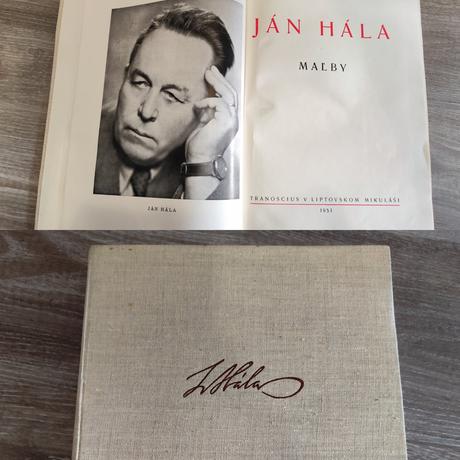 JÁN HÁLA
MAĽBY
JÁN HÁLA
TRANOSCIUS V LIPTOVSKOM MIKULÁŠI
1951
J Hála